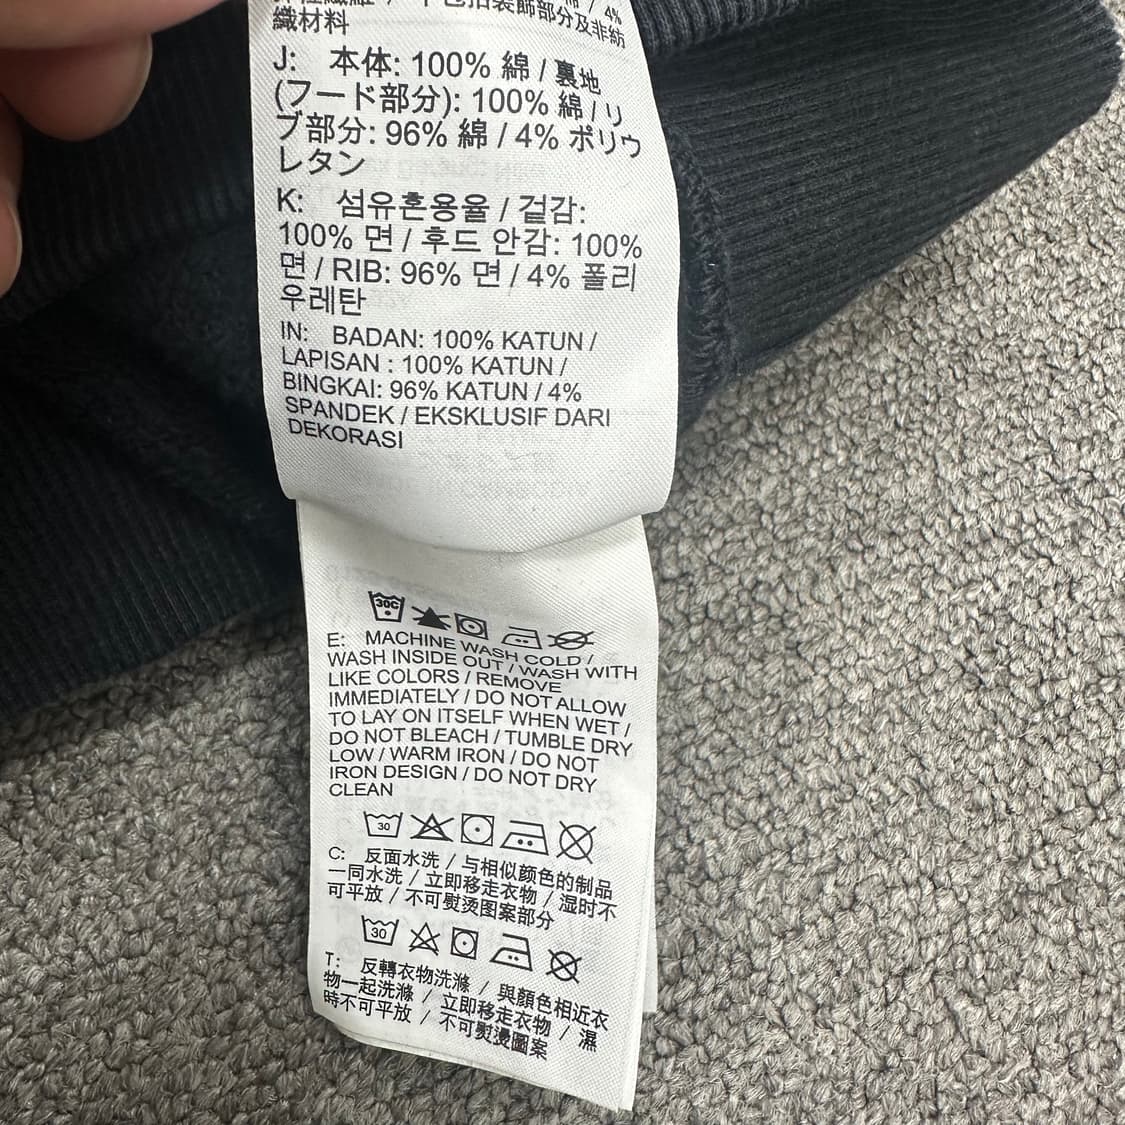 包括裝飾部分及非紡
織材料
J: 本体: 100% 綿 / 裏地
(フード部分): 100% 綿 / リ
ブ部分: 96% 綿 / 4% ポリウ
レタン
K: 섬유혼용율 / 겉감:
100% 면 / 후드 안감: 100%
면 / RIB: 96% 면 / 4% 폴리
우레탄
IN: BADAN: 100% KATUN /
LAPISAN : 100% KATUN /
BINGKAI: 96% KATUN / 4%
SPANDEK / EKSKLUSIF DARI
DEKORASI
30C
E: MACHINE WASH COLD /
WASH INSIDE OUT / WASH WITH
LIKE COLORS / REMOVE
IMMEDIATELY / DO NOT ALLOW
TO LAY ON ITSELF WHEN WET /
DO NOT BLEACH / TUMBLE DRY
LOW / WARM IRON / DO NOT
IRON DESIGN / DO NOT DRY
CLEAN
30
C: 反面水洗 / 与相似颜色的制品
一同水洗 / 立即移走衣物 / 湿时不
可平放 / 不可熨烫图案部分
30
T: 反轉衣物洗滌 / 與顏色相近衣
物一起洗滌 / 立即移走衣物 / 濕
時不可平放 / 不可熨燙圖案